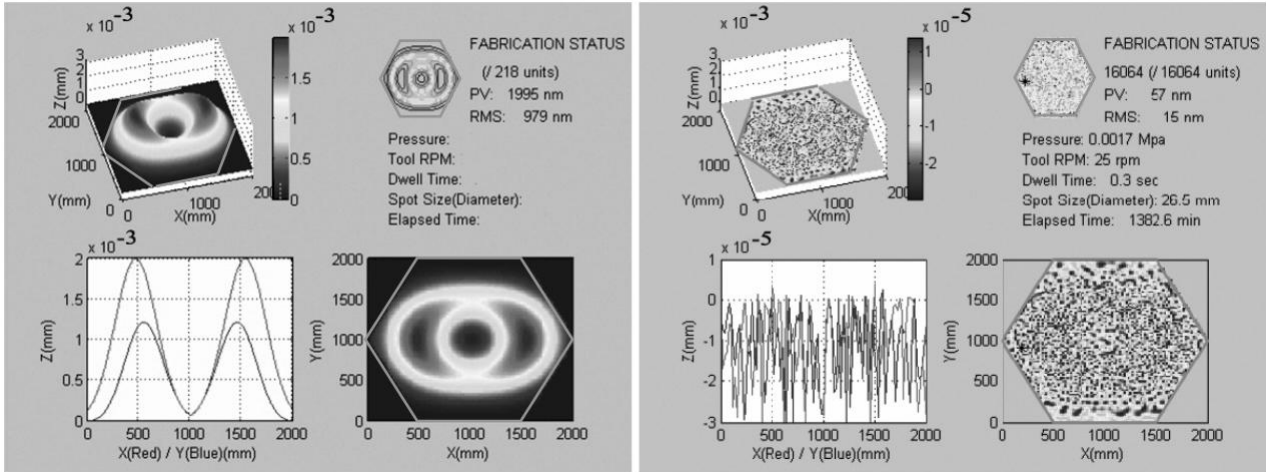 x 10⁻³
Z(mm)
3
2
1
0
2000
1000
0
Y(mm)
0
1000
X(mm)
x 10⁻³
1.5
1
0.5
0
FABRICATION STATUS
(/ 218 units)
PV: 1995 nm
RMS: 979 nm
Pressure:
Tool RPM:
Dwell Time:
Spot Size(Diameter):
Elapsed Time:
x 10⁻³
Z(mm)
2
1.5
1
0.5
0
0 500 1000 1500 2000
X(Red) / Y(Blue)(mm)
Y(mm)
2000
1500
1000
500
0
0 500 1000 1500 2000
X(mm)
x 10⁻³
Z(mm)
3
2
1
0
2000
1000
0
Y(mm)
0
1000
X(mm)
x 10⁻⁵
1
0
-1
-2
FABRICATION STATUS
16064 (/ 16064 units)
PV: 57 nm
RMS: 15 nm
Pressure: 0.0017 Mpa
Tool RPM: 25 rpm
Dwell Time: 0.3 sec
Spot Size(Diameter): 26.5 mm
Elapsed Time: 1382.6 min
x 10⁻⁵
Z(mm)
1
0
-1
-2
-3
0 500 1000 1500 2000
X(Red) / Y(Blue)(mm)
Y(mm)
2000
1500
1000
500
0
0 500 1000 1500 2000
X(mm)